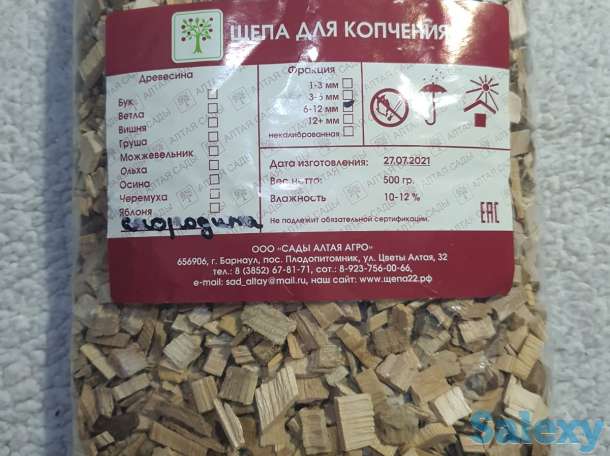 ЩЕПА ДЛЯ КОПЧЕНИЯ
Древесина
Бук
Ветла
Вишня
Груша
Можжевельник
Ольха
Осина
Черемуха
Яблоня
смородина
Фракция
1-3 мм
3-6 мм
6-12 мм
12+ мм
некалиброванная
Дата изготовления: 27.07.2021
Вес нетто: 500 гр.
Влажность 10-12 %
Не подлежит обязательной сертификации.
EAC
ООО «САДЫ АЛТАЯ АГРО»
656906, г. Барнаул, пос. Плодопитомник, ул. Цветы Алтая, 32
тел.: 8 (3852) 67-81-71, сот.: 8-923-756-00-66,
e-mail: sad_altay@mail.ru, наш сайт: www.щепа22.рф
АЛТАЯ САДЫ
Salexy